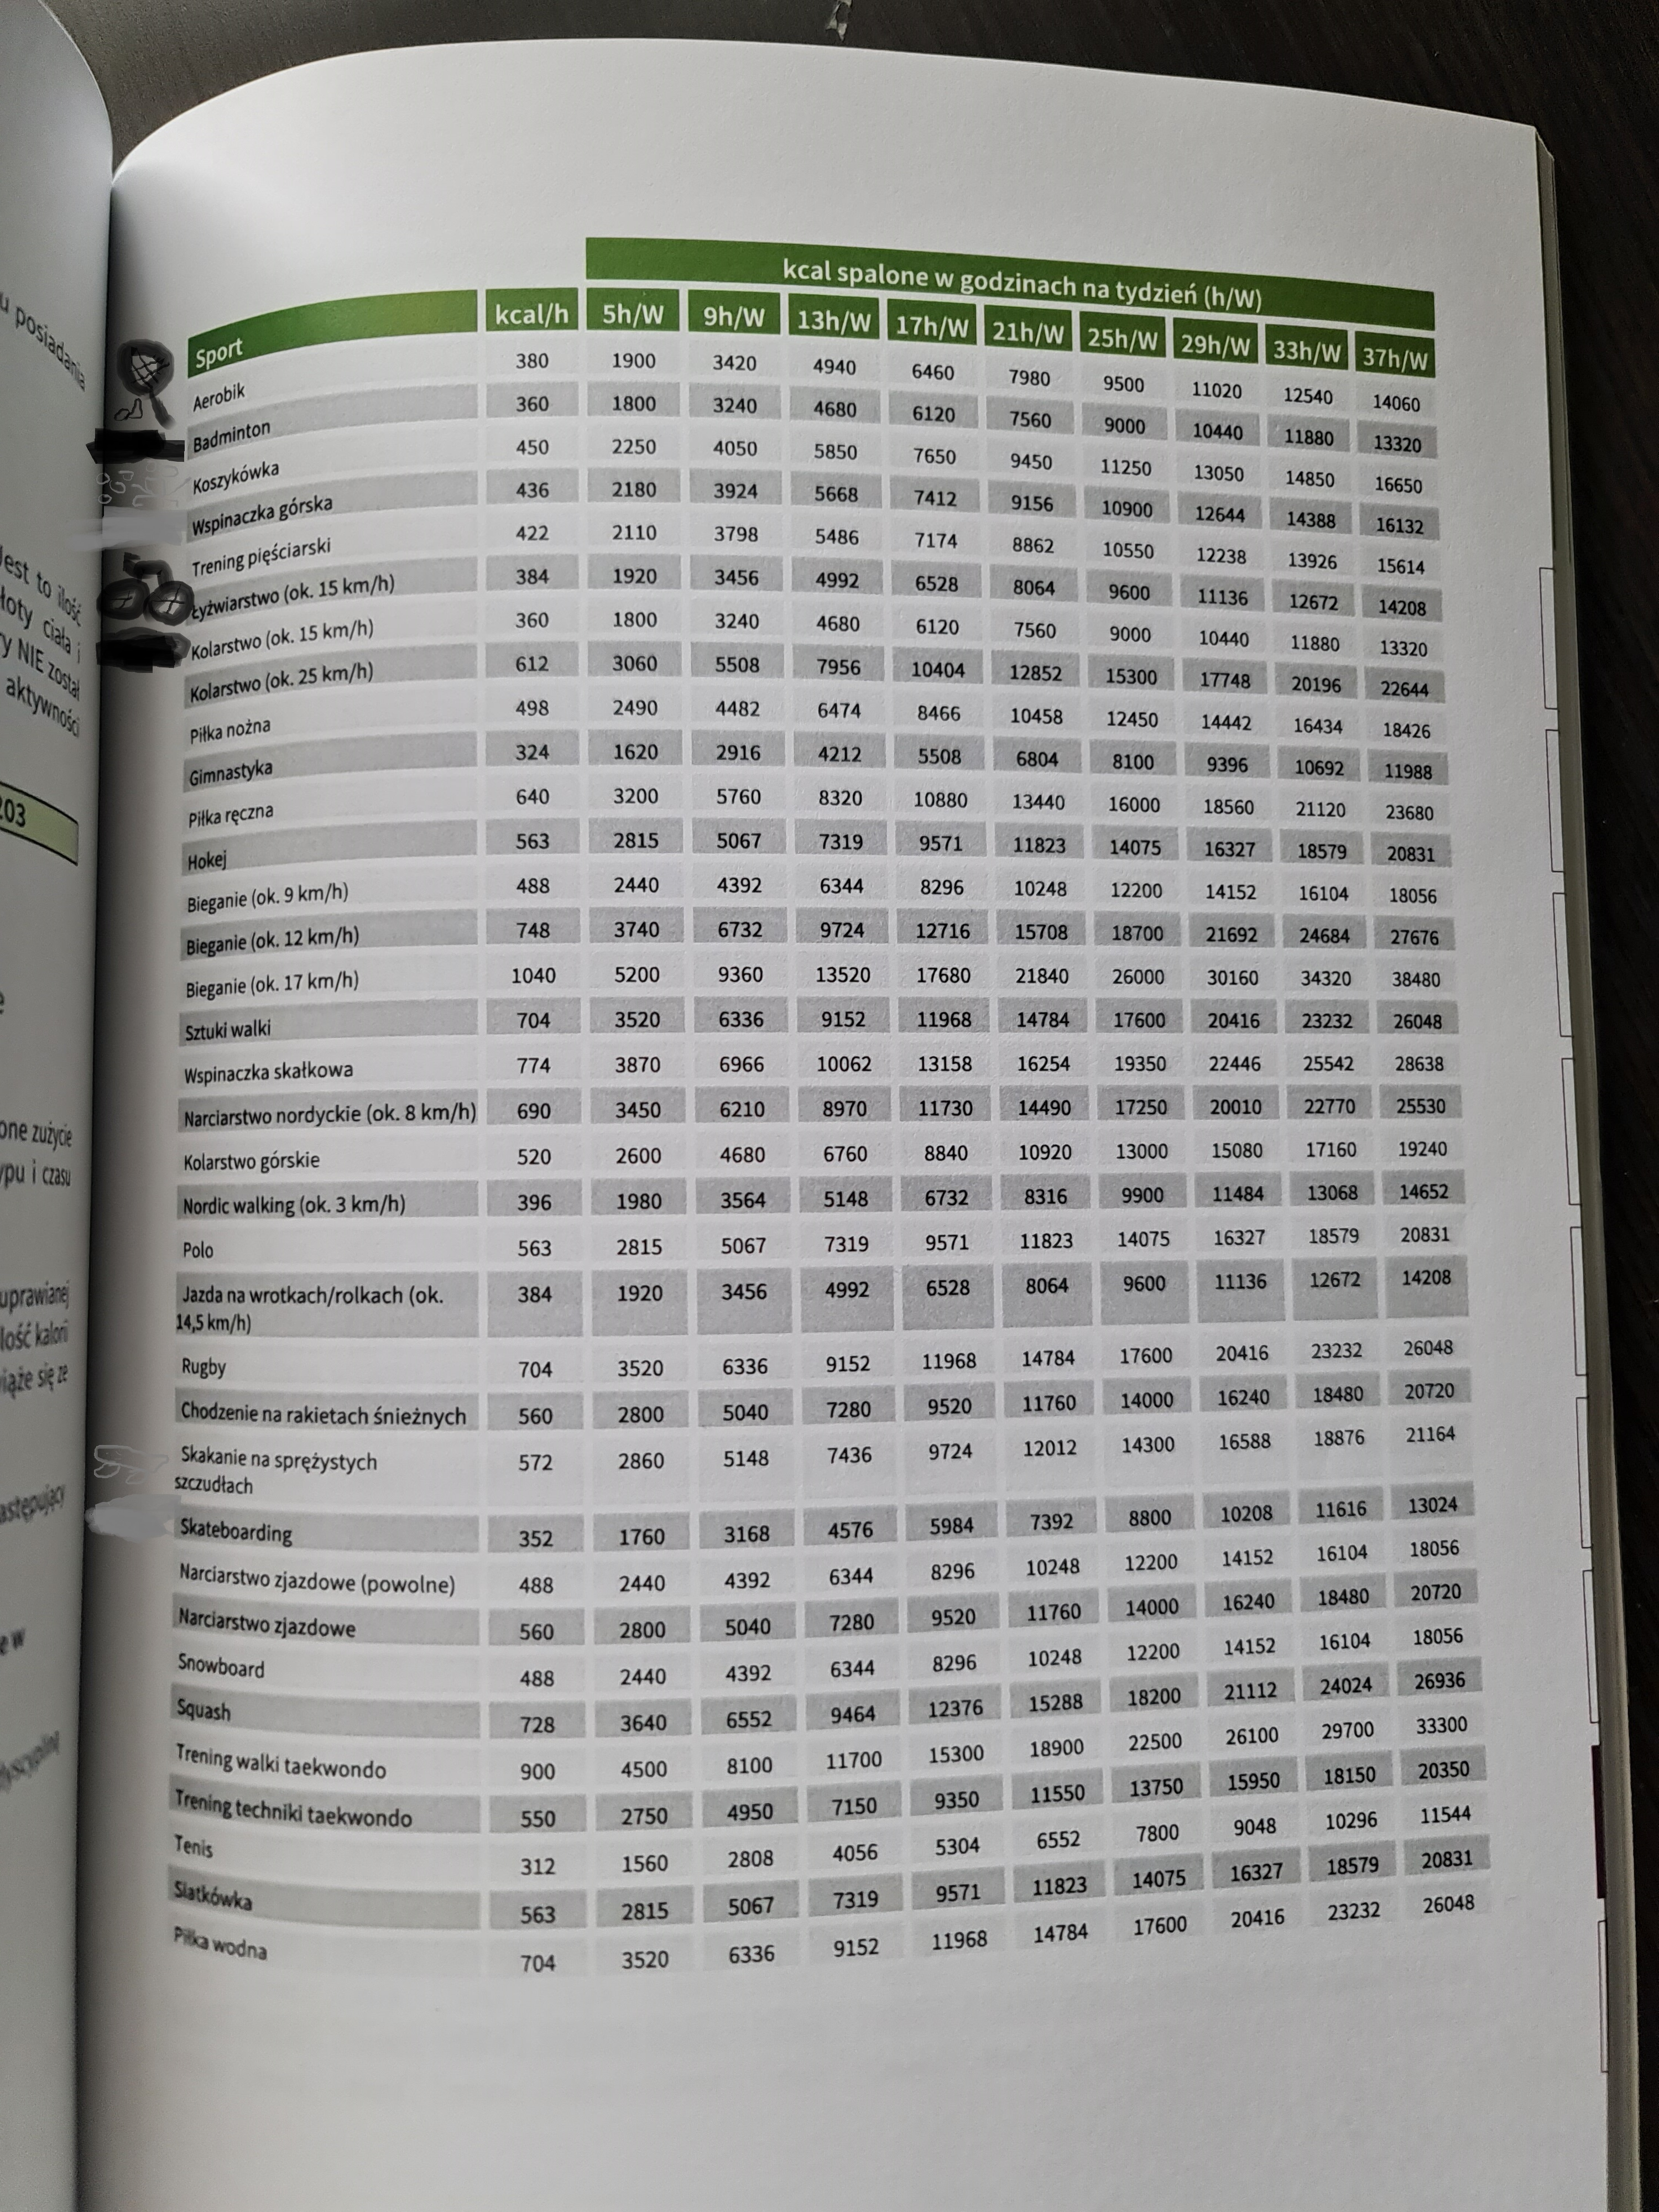 u posiadania
Jest to ilość
łoty ciała i
ry NIE został
aktywności
203
one zużycie
ypu i czasu
uprawianej
lość kalorii
iąże się ze
astępujący
e w
kcal spalone w godzinach na tydzień (h/W)
Sport kcal/h 5h/W 9h/W 13h/W 17h/W 21h/W 25h/W 29h/W 33h/W 37h/W
Aerobik 380 1900 3420 4940 6460 7980 9500 11020 12540 14060
Badminton 360 1800 3240 4680 6120 7560 9000 10440 11880 13320
Koszykówka 450 2250 4050 5850 7650 9450 11250 13050 14850 16650
Wspinaczka górska 436 2180 3924 5668 7412 9156 10900 12644 14388 16132
Trening pięściarski 422 2110 3798 5486 7174 8862 10550 12238 13926 15614
Łyżwiarstwo (ok. 15 km/h) 384 1920 3456 4992 6528 8064 9600 11136 12672 14208
Kolarstwo (ok. 15 km/h) 360 1800 3240 4680 6120 7560 9000 10440 11880 13320
Kolarstwo (ok. 25 km/h) 612 3060 5508 7956 10404 12852 15300 17748 20196 22644
Piłka nożna 498 2490 4482 6474 8466 10458 12450 14442 16434 18426
Gimnastyka 324 1620 2916 4212 5508 6804 8100 9396 10692 11988
Piłka ręczna 640 3200 5760 8320 10880 13440 16000 18560 21120 23680
Hokej 563 2815 5067 7319 9571 11823 14075 16327 18579 20831
Bieganie (ok. 9 km/h) 488 2440 4392 6344 8296 10248 12200 14152 16104 18056
Bieganie (ok. 12 km/h) 748 3740 6732 9724 12716 15708 18700 21692 24684 27676
Bieganie (ok. 17 km/h) 1040 5200 9360 13520 17680 21840 26000 30160 34320 38480
Sztuki walki 704 3520 6336 9152 11968 14784 17600 20416 23232 26048
Wspinaczka skałkowa 774 3870 6966 10062 13158 16254 19350 22446 25542 28638
Narciarstwo nordyckie (ok. 8 km/h) 690 3450 6210 8970 11730 14490 17250 20010 22770 25530
Kolarstwo górskie 520 2600 4680 6760 8840 10920 13000 15080 17160 19240
Nordic walking (ok. 3 km/h) 396 1980 3564 5148 6732 8316 9900 11484 13068 14652
Polo 563 2815 5067 7319 9571 11823 14075 16327 18579 20831
Jazda na wrotkach/rolkach (ok. 384 1920 3456 4992 6528 8064 9600 11136 12672 14208
14,5 km/h)
Rugby 704 3520 6336 9152 11968 14784 17600 20416 23232 26048
Chodzenie na rakietach śnieżnych 560 2800 5040 7280 9520 11760 14000 16240 18480 20720
Skakanie na sprężystych 572 2860 5148 7436 9724 12012 14300 16588 18876 21164
szczudłach
Skateboarding 352 1760 3168 4576 5984 7392 8800 10208 11616 13024
Narciarstwo zjazdowe (powolne) 488 2440 4392 6344 8296 10248 12200 14152 16104 18056
Narciarstwo zjazdowe 560 2800 5040 7280 9520 11760 14000 16240 18480 20720
Snowboard 488 2440 4392 6344 8296 10248 12200 14152 16104 18056
Squash 728 3640 6552 9464 12376 15288 18200 21112 24024 26936
Trening walki taekwondo 900 4500 8100 11700 15300 18900 22500 26100 29700 33300
Trening techniki taekwondo 550 2750 4950 7150 9350 11550 13750 15950 18150 20350
Tenis 312 1560 2808 4056 5304 6552 7800 9048 10296 11544
Siatkówka 563 2815 5067 7319 9571 11823 14075 16327 18579 20831
Piłka wodna 704 3520 6336 9152 11968 14784 17600 20416 23232 26048